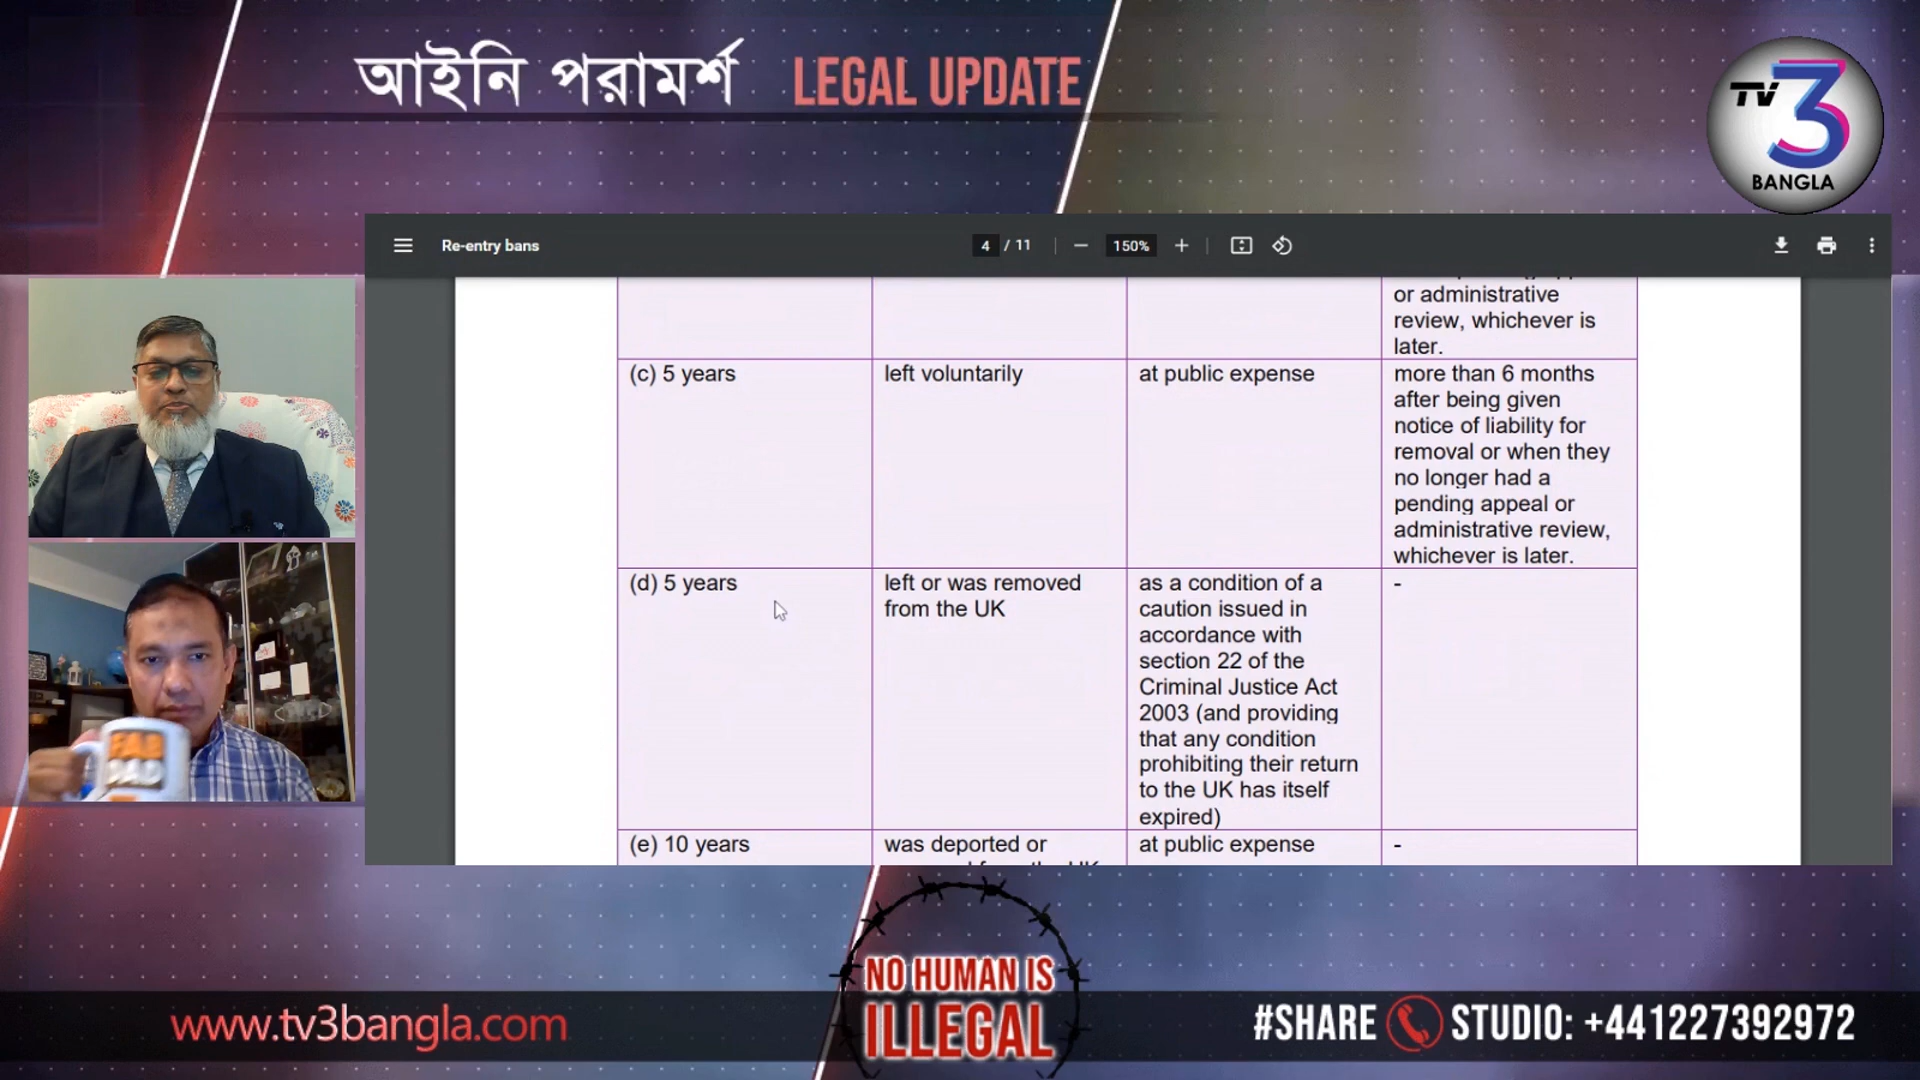 আইনি পরামর্শ LEGAL UPDATE
TV 3
BANGLA
Re-entry bans
4 / 11
150%
or administrative
review, whichever is
later.
(c) 5 years
left voluntarily
at public expense
more than 6 months
after being given
notice of liability for
removal or when they
no longer had a
pending appeal or
administrative review,
whichever is later.
(d) 5 years
left or was removed
from the UK
as a condition of a
caution issued in
accordance with
section 22 of the
Criminal Justice Act
2003 (and providing
that any condition
prohibiting their return
to the UK has itself
expired)
-
(e) 10 years
was deported or
at public expense
-
NO HUMAN IS
ILLEGAL
www.tv3bangla.com
#SHARE STUDIO: +441227392972